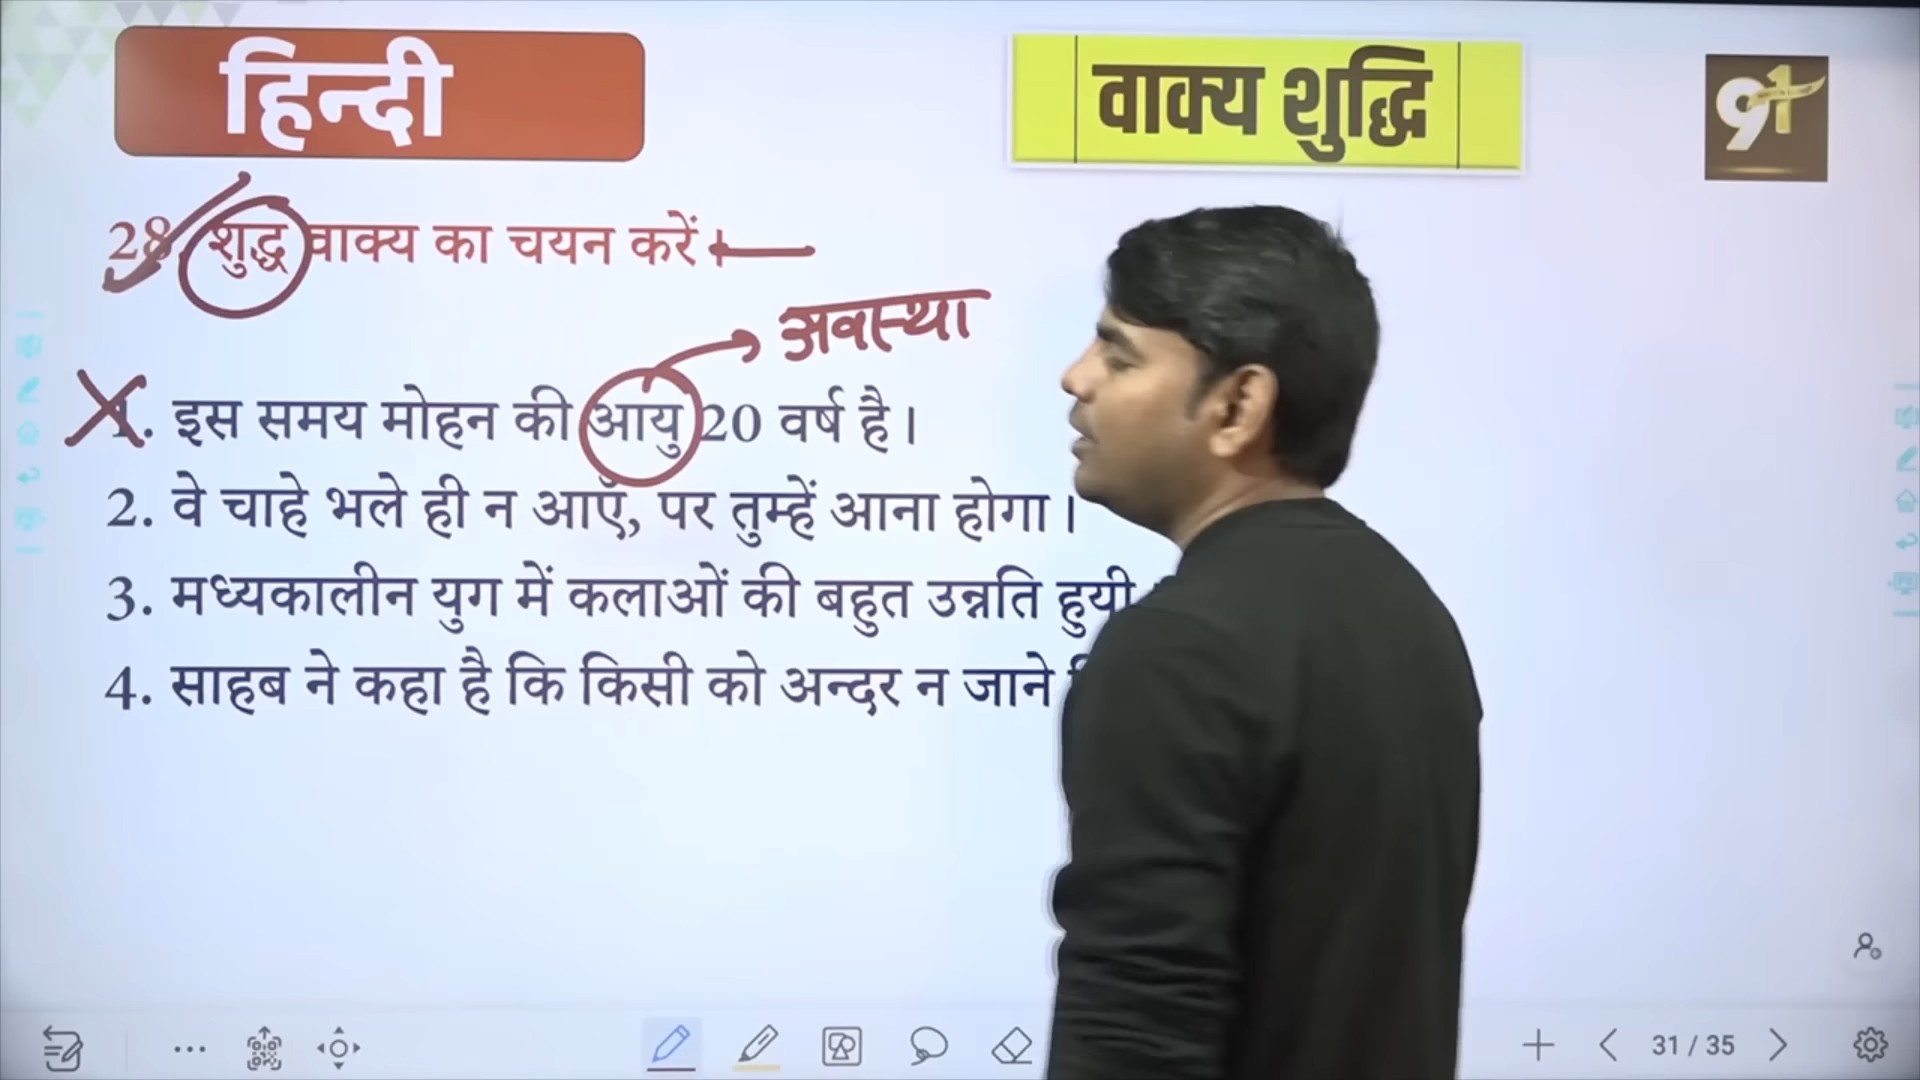 हिन्दी
वाक्य शुद्धि
91
28. शुद्ध वाक्य का चयन करें।
अवस्था
1. इस समय मोहन की आयु 20 वर्ष है।
2. वे चाहे भले ही न आएँ, पर तुम्हें आना होगा।
3. मध्यकालीन युग में कलाओं की बहुत उन्नति हुयी
4. साहब ने कहा है कि किसी को अन्दर न जाने
31 / 35